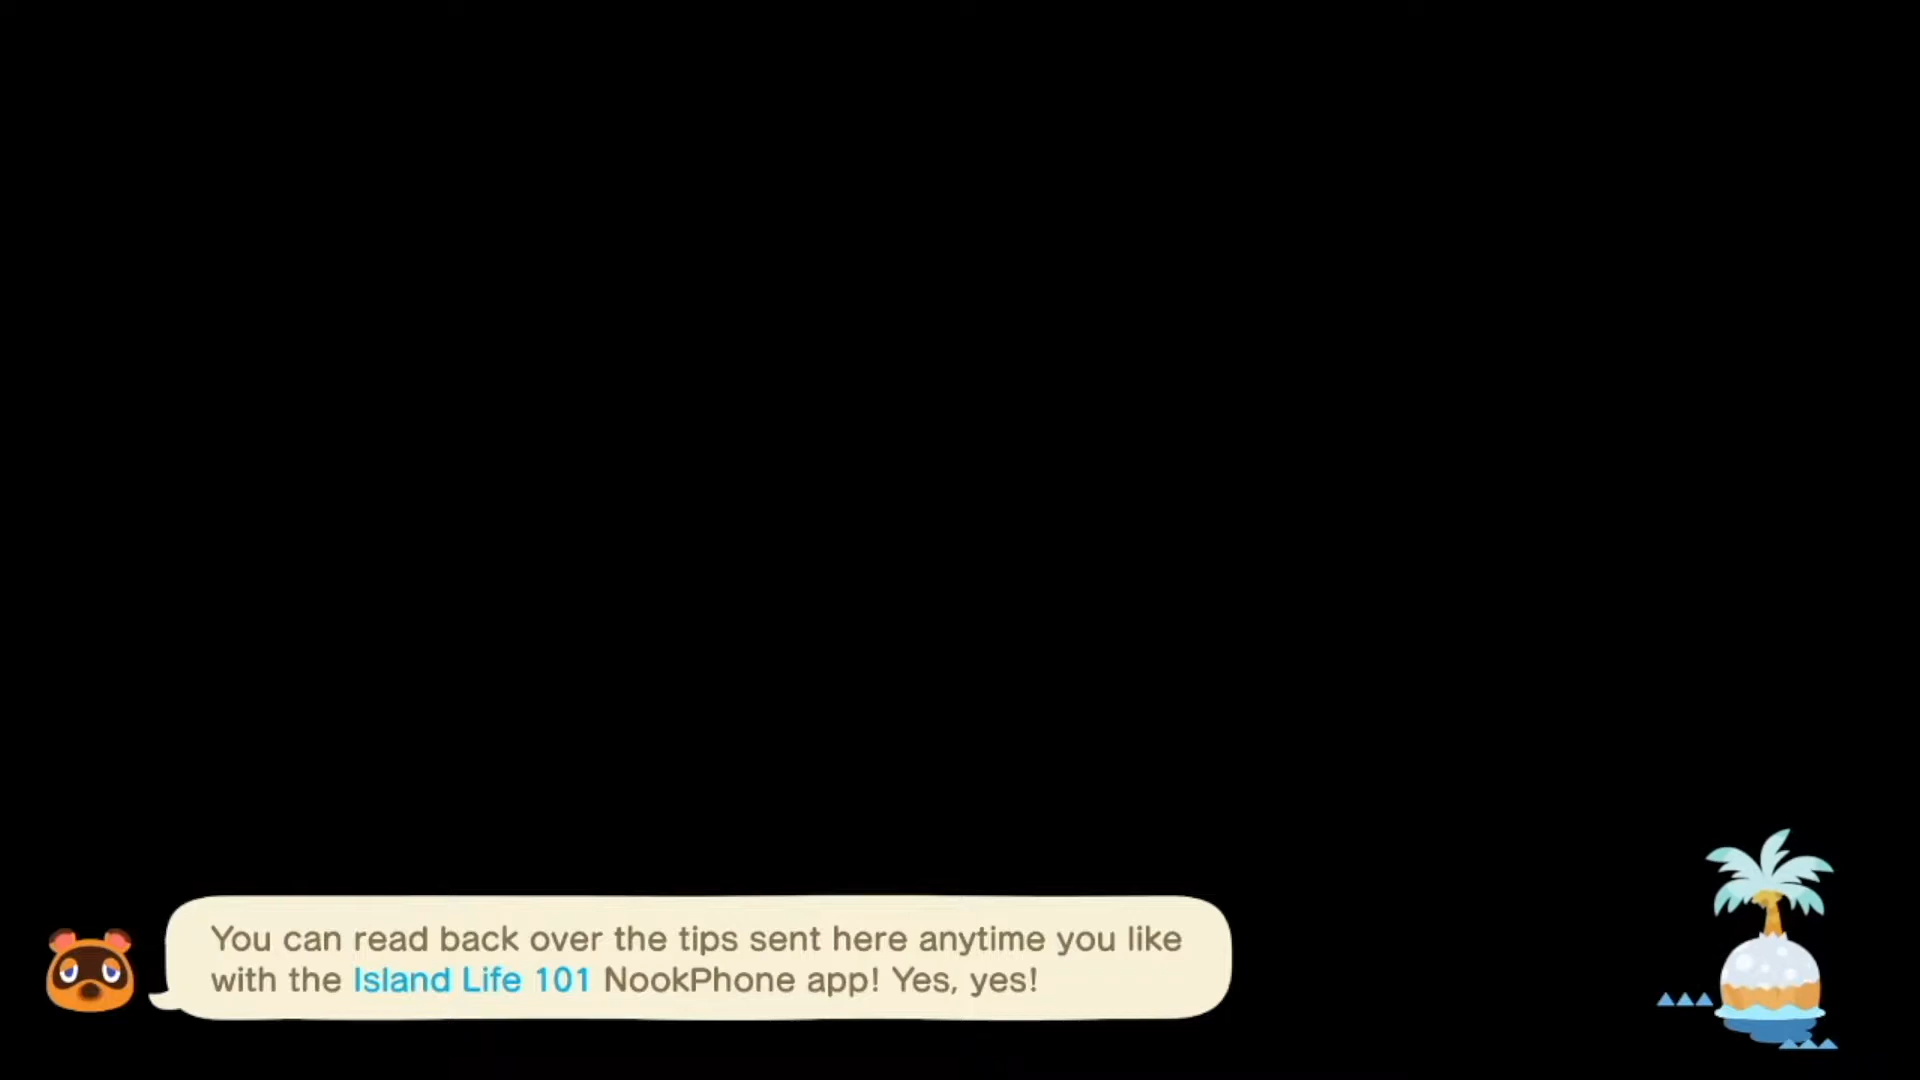 You can read back over the tips sent here anytime you like
with the Island Life 101 NookPhone app! Yes, yes!